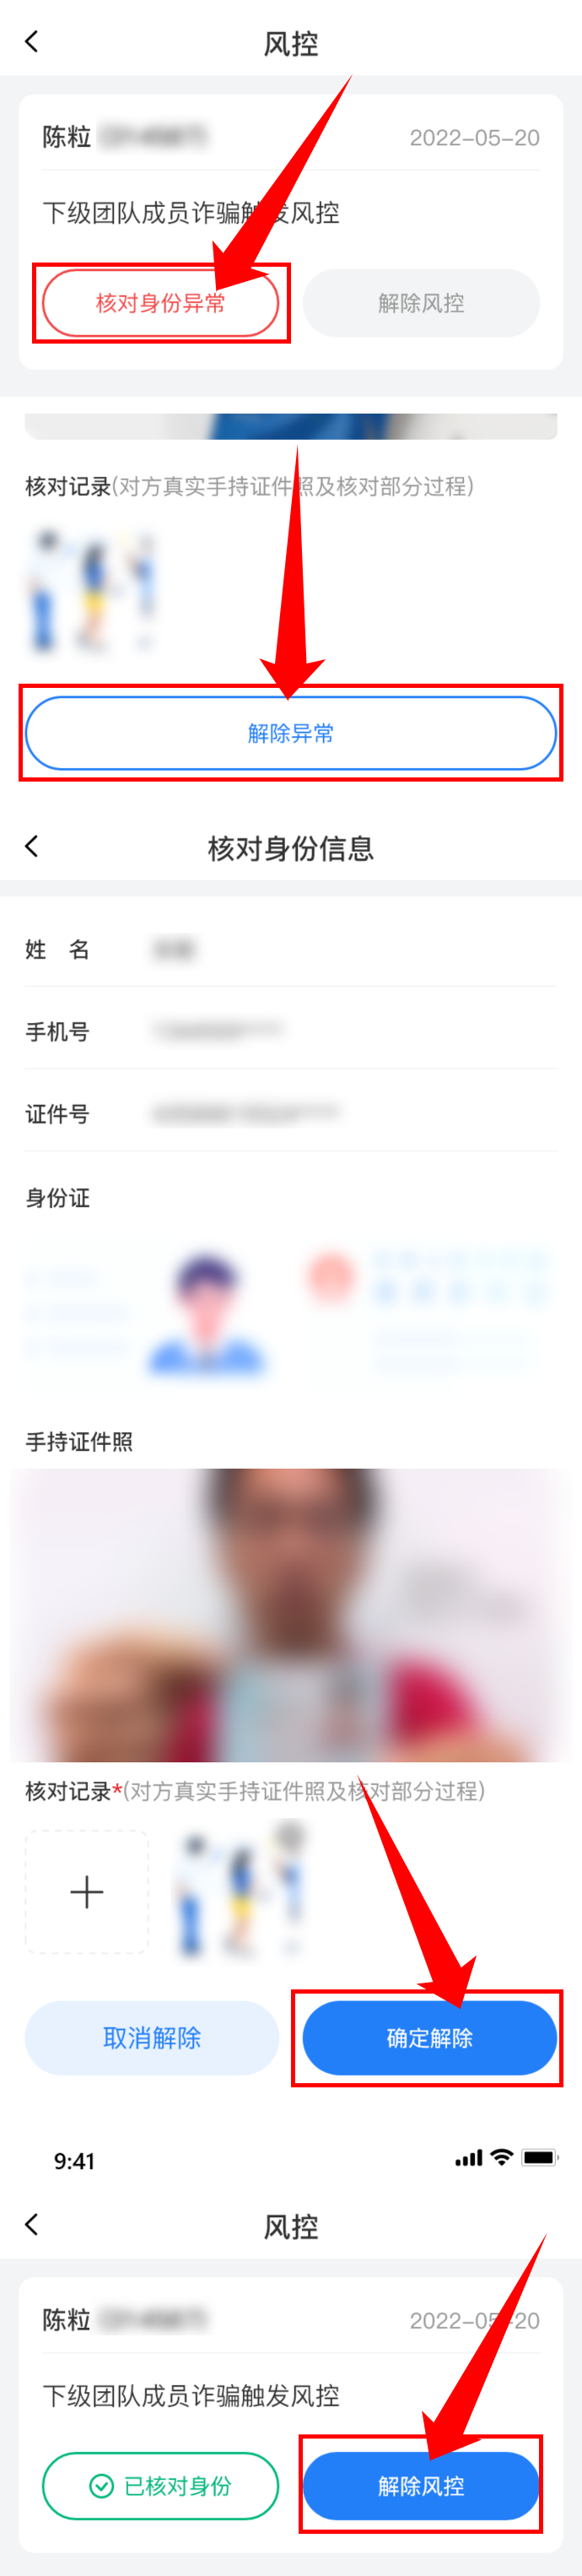 风控
陈粒
2022-05-20
下级团队成员诈骗触发风控
核对身份异常
解除风控
核对记录(对方真实手持证件照及核对部分过程)
解除异常
核对身份信息
姓 名
手机号
证件号
身份证
手持证件照
核对记录*(对方真实手持证件照及核对部分过程)
取消解除
确定解除
9:41
风控
陈粒
2022-05-20
下级团队成员诈骗触发风控
已核对身份
解除风控